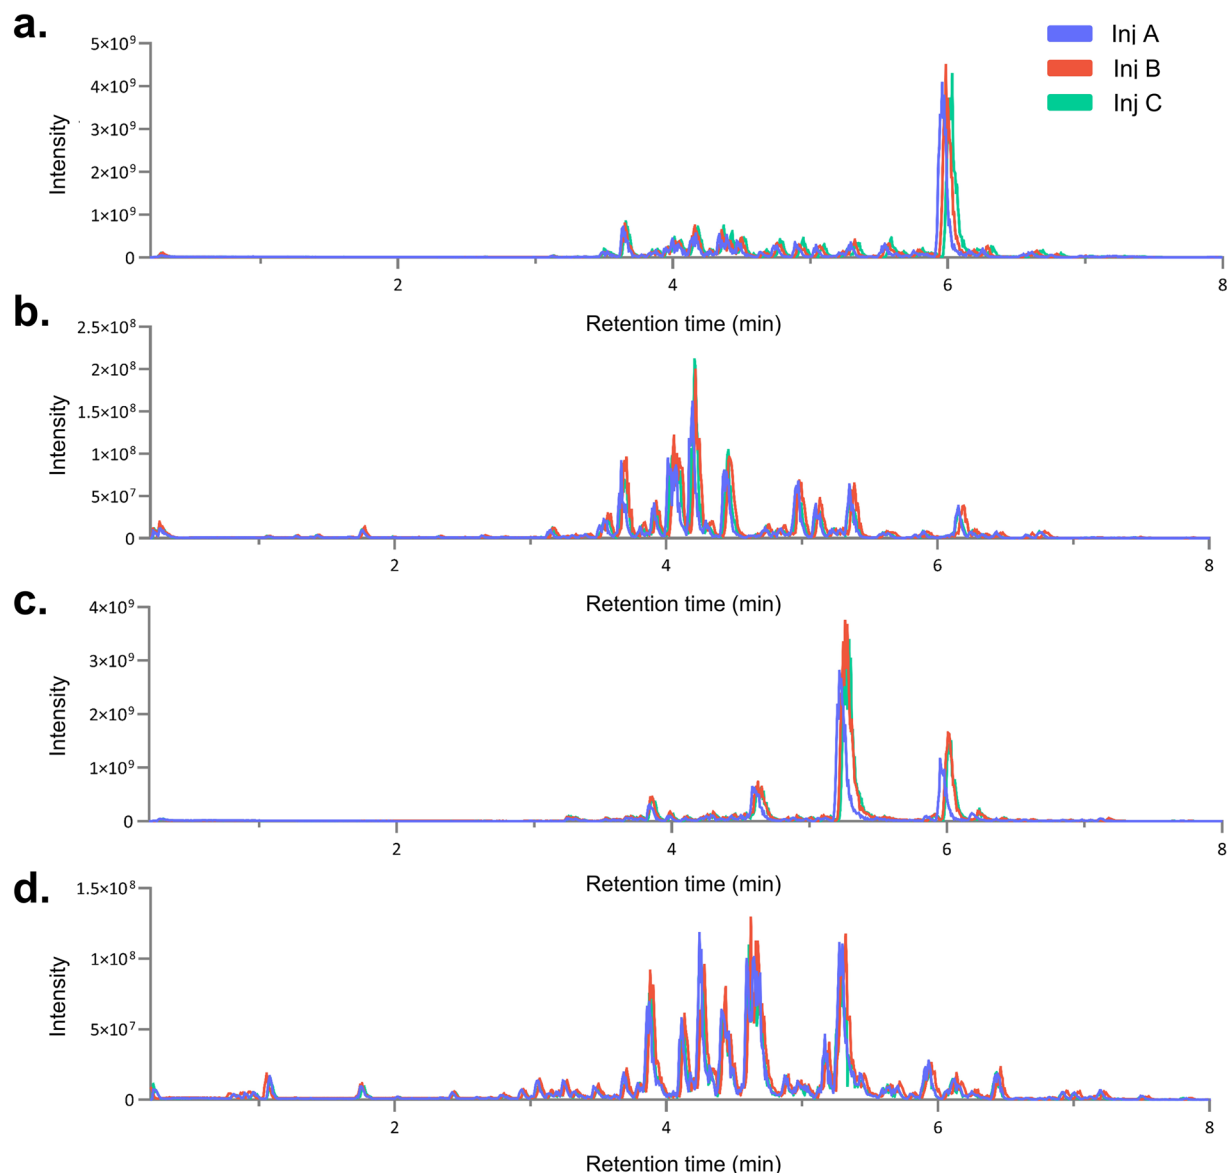 a.
Inj A
Inj B
Inj C
5×10⁹
4×10⁹
3×10⁹
2×10⁹
1×10⁹
0
Intensity
2 4 6 8
Retention time (min)
b.
2.5×10⁸
2×10⁸
1.5×10⁸
1×10⁸
5×10⁷
0
Intensity
2 4 6 8
Retention time (min)
c.
4×10⁹
3×10⁹
2×10⁹
1×10⁹
0
Intensity
2 4 6 8
Retention time (min)
d.
1.5×10⁸
1×10⁸
5×10⁷
0
Intensity
2 4 6 8
Retention time (min)